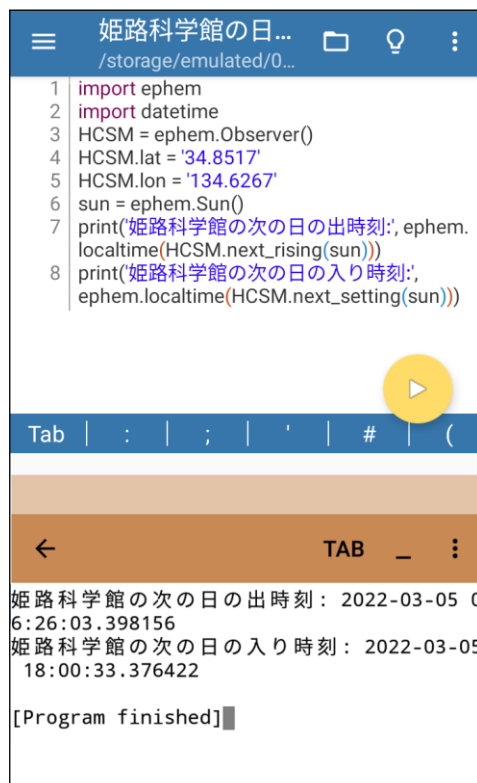 姫路科学館の日...
/storage/emulated/0...
1 import ephem
2 import datetime
3 HCSM = ephem.Observer()
4 HCSM.lat = '34.8517'
5 HCSM.lon = '134.6267'
6 sun = ephem.Sun()
7 print('姫路科学館の次の日の出時刻:', ephem.
localtime(HCSM.next_rising(sun)))
8 print('姫路科学館の次の日の入り時刻:',
ephem.localtime(HCSM.next_setting(sun)))
Tab | : | ; | ' | # | (
TAB _
姫路科学館の次の日の出時刻: 2022-03-05 0
6:26:03.398156
姫路科学館の次の日の入り時刻: 2022-03-05
18:00:33.376422
[Program finished]